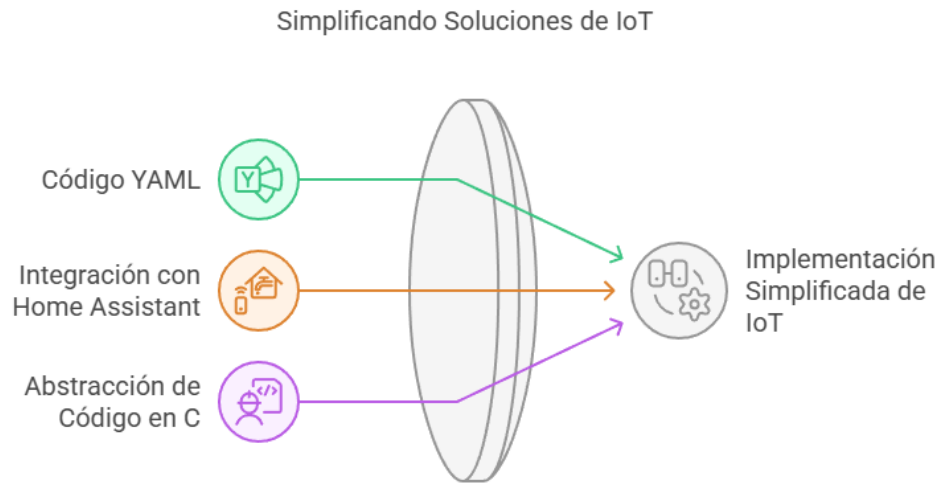 Simplificando Soluciones de IoT
Código YAML
Y
Integración con
Home Assistant
Abstracción de
Código en C
</>
Implementación
Simplificada de
IoT